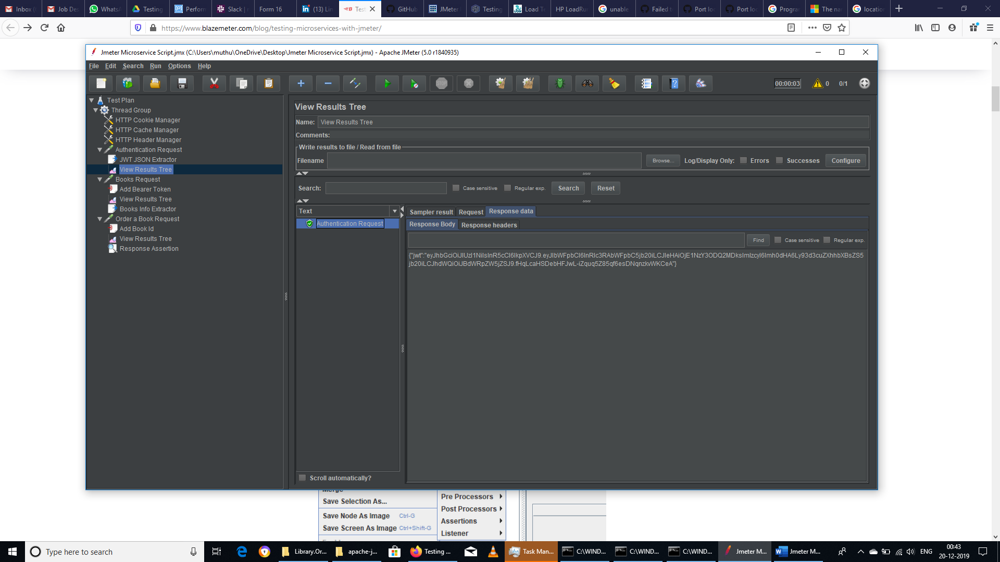 Inbox (
Job De
WhatsA
Testing
Perform
Slack | r
Form 16
(13) Lin
Test
GitHub
JMeter
Testing
Load Te
HP LoadRu
unable
Failed t
Port loc
Port loc
Progra
The na
location
https://www.blazemeter.com/blog/testing-microservices-with-jmeter/
Jmeter Microservice Script.jmx (C:\Users\muthu\OneDrive\Desktop\Jmeter Microservice Script.jmx) - Apache JMeter (5.0 r1840935)
File Edit Search Run Options Help
STOP
00:00:03 0 0/1
Test Plan
Thread Group
HTTP Cookie Manager
HTTP Cache Manager
HTTP Header Manager
Authentication Request
JWT JSON Extractor
View Results Tree
Books Request
Add Bearer Token
View Results Tree
Books Info Extractor
Order a Book Request
Add Book Id
View Results Tree
Response Assertion
View Results Tree
Name: View Results Tree
Comments:
Write results to file / Read from file
Filename Browse... Log/Display Only: Errors Successes Configure
Search: Case sensitive Regular exp. Search Reset
Text
Authentication Request
Scroll automatically?
Sampler result Request Response data
Response Body Response headers
Find Case sensitive Regular exp.
Merge
Save Selection As...
Save Node As Image Ctrl-G
Save Screen As Image Ctrl+Shift-G
Pre Processors
Post Processors
Assertions
Listener
Type here to search
Library.Or...
apache-j...
Testing ...
Task Man...
C:\WIND...
C:\WIND...
C:\WIND...
Jmeter M...
Jmeter M...
ENG
00:43
20-12-2019